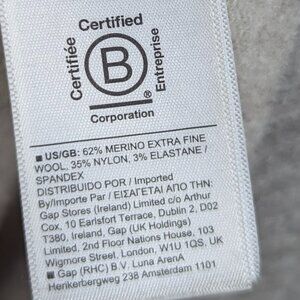 Certified
Certifiée
B
®
Entreprise
Corporation
■ US/GB: 62% MERINO EXTRA FINE
WOOL, 35% NYLON, 3% ELASTANE /
SPANDEX
DISTRIBUIDO POR / Imported
By/Importe Par / ΕΙΣΑΓΕΤΑΙ ΑΠΟ ΤΗΝ:
Gap Stores (Ireland) Limited c/o Arthur
Cox, 10 Earlsfort Terrace, Dublin 2, D02
T380, Ireland, Gap (UK Holdings)
Limited, 2nd Floor Nations House, 103
Wigmore Street, London, W1U 1QS, UK
■ Gap (RHC) B.V. Luna ArenA
Herikerbergweg 238 Amsterdam 1101